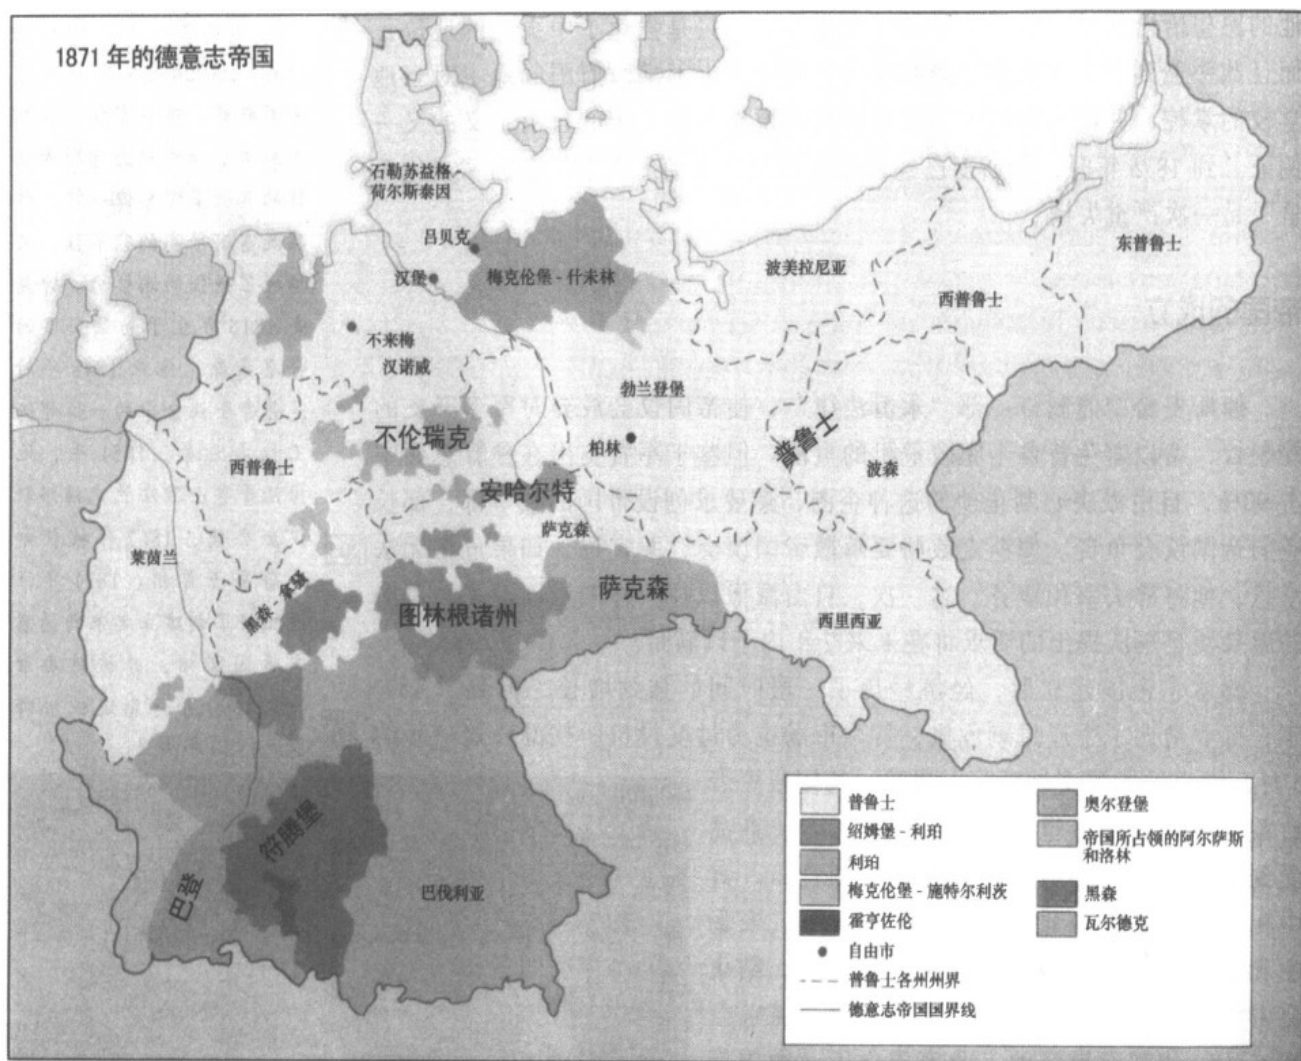 1871 年的德意志帝国
石勒苏益格
荷尔斯泰因
吕贝克
汉堡
梅克伦堡 - 什未林
波美拉尼亚
东普鲁士
西普鲁士
不来梅
汉诺威
勃兰登堡
柏林
普鲁士
波森
不伦瑞克
西普鲁士
安哈尔特
萨克森
莱茵兰
黑森 - 拿骚
图林根诸州
萨克森
西里西亚
符腾堡
巴登
巴伐利亚
普鲁士
绍姆堡 - 利珀
利珀
梅克伦堡 - 施特尔利茨
霍亨佐伦
自由市
普鲁士各州州界
德意志帝国国界线
奥尔登堡
帝国所占领的阿尔萨斯
和洛林
黑森
瓦尔德克